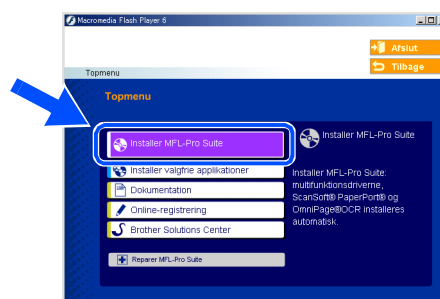 Macromedia Flash Player 6
Afslut
Tilbage
Topmenu
Topmenu
Installer MFL-Pro Suite
Installer valgfrie applikationer
Dokumentation
Online-registrering
Brother Solutions Center
Reparer MFL-Pro Suite
Installer MFL-Pro Suite
Installer MFL-Pro Suite:
multifunktionsdriverne,
ScanSoft® PaperPort® og
OmniPage®OCR installeres
automatisk.